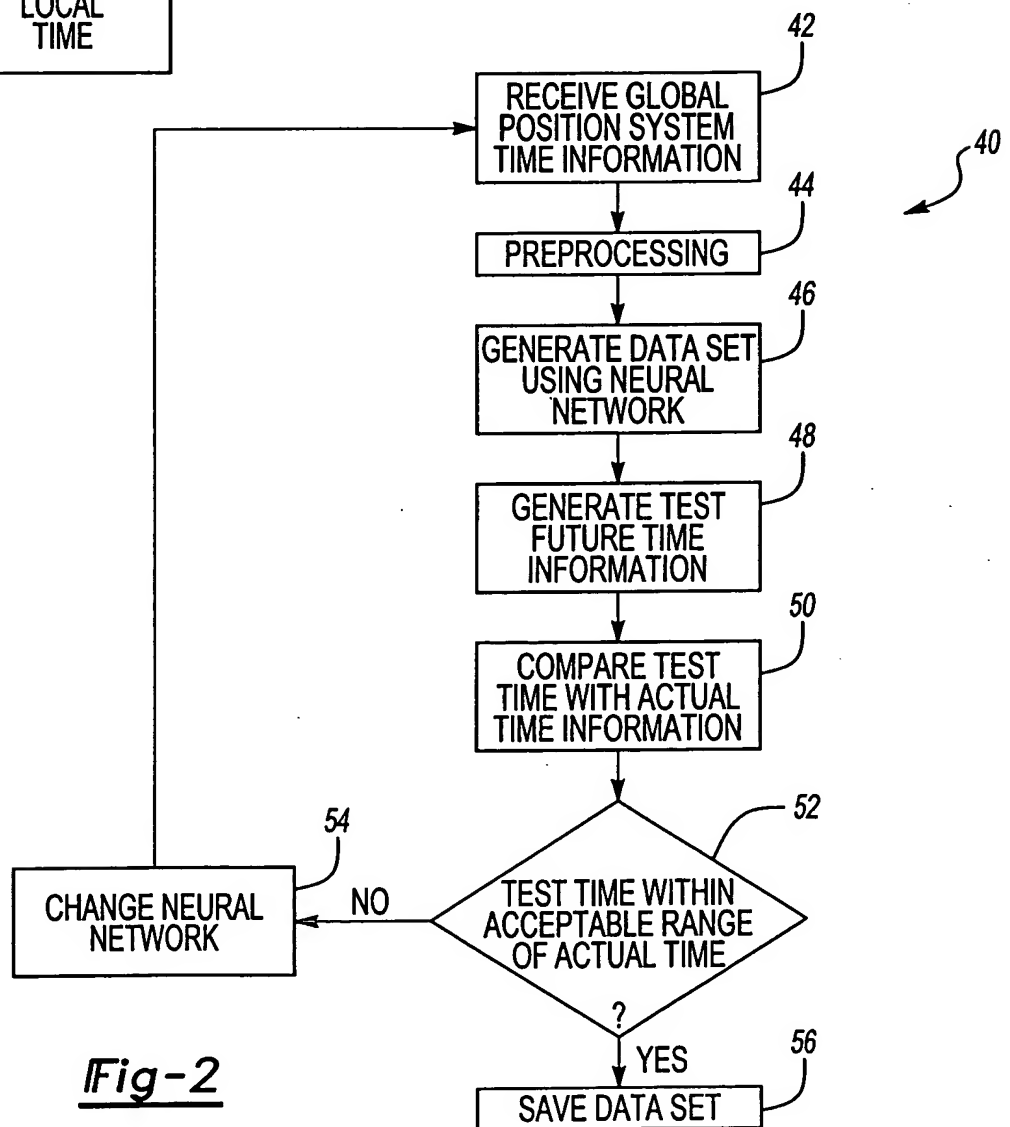 LOCAL
TIME
42
RECEIVE GLOBAL
POSITION SYSTEM
TIME INFORMATION
40
44
PREPROCESSING
46
GENERATE DATA SET
USING NEURAL
NETWORK
48
GENERATE TEST
FUTURE TIME
INFORMATION
50
COMPARE TEST
TIME WITH ACTUAL
TIME INFORMATION
52
TEST TIME WITHIN
ACCEPTABLE RANGE
OF ACTUAL TIME
?
54
CHANGE NEURAL
NETWORK
NO
YES
56
SAVE DATA SET
Fig-2